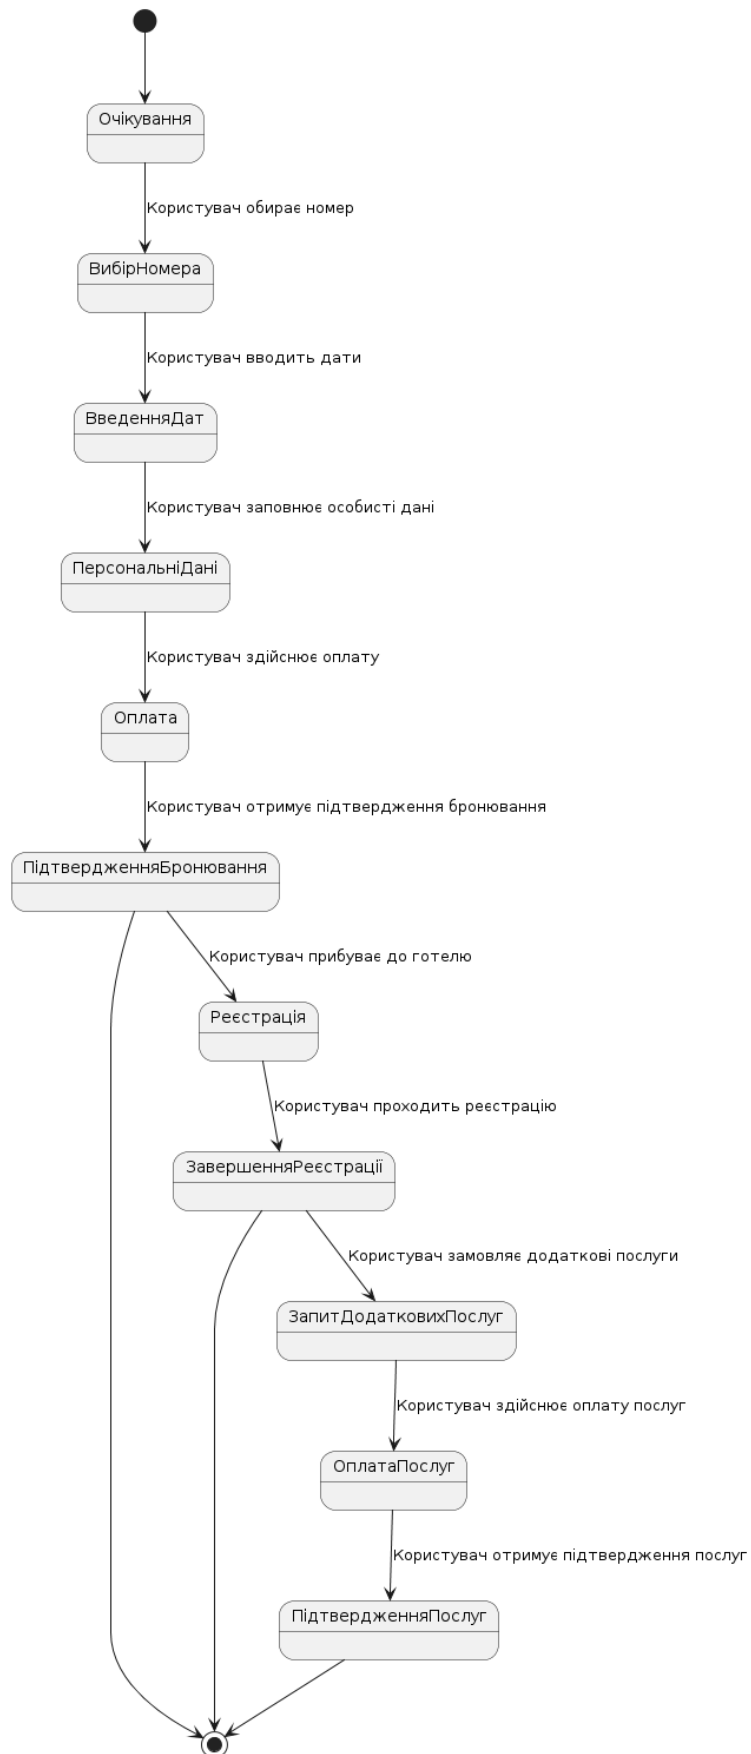 Очікування
Користувач обирає номер
ВибірНомера
Користувач вводить дати
ВведенняДат
Користувач заповнює особисті дані
ПерсональніДані
Користувач здійснює оплату
Оплата
Користувач отримує підтвердження бронювання
ПідтвердженняБронювання
Користувач прибуває до готелю
Реєстрація
Користувач проходить реєстрацію
ЗавершенняРеєстрації
Користувач замовляє додаткові послуги
ЗапитДодатковихПослуг
Користувач здійснює оплату послуг
ОплатаПослуг
Користувач отримує підтвердження послуг
ПідтвердженняПослуг